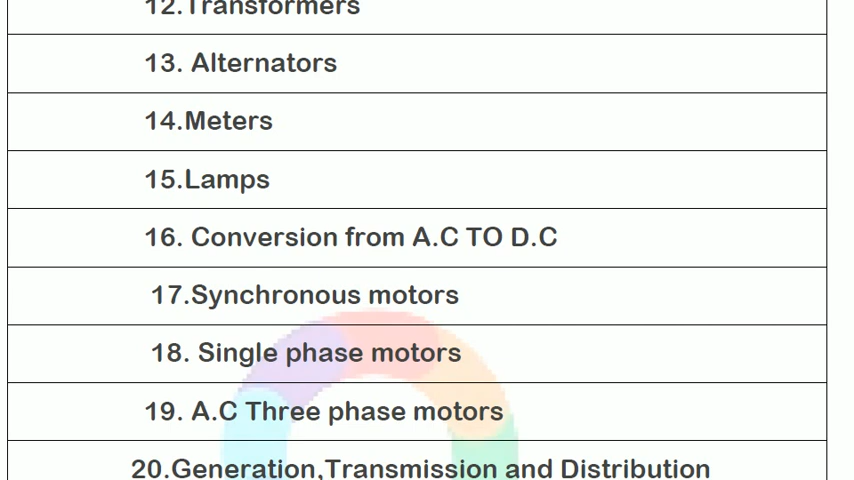 12.Transformers
13. Alternators
14.Meters
15.Lamps
16. Conversion from A.C TO D.C
17.Synchronous motors
18. Single phase motors
19. A.C Three phase motors
20.Generation,Transmission and Distribution